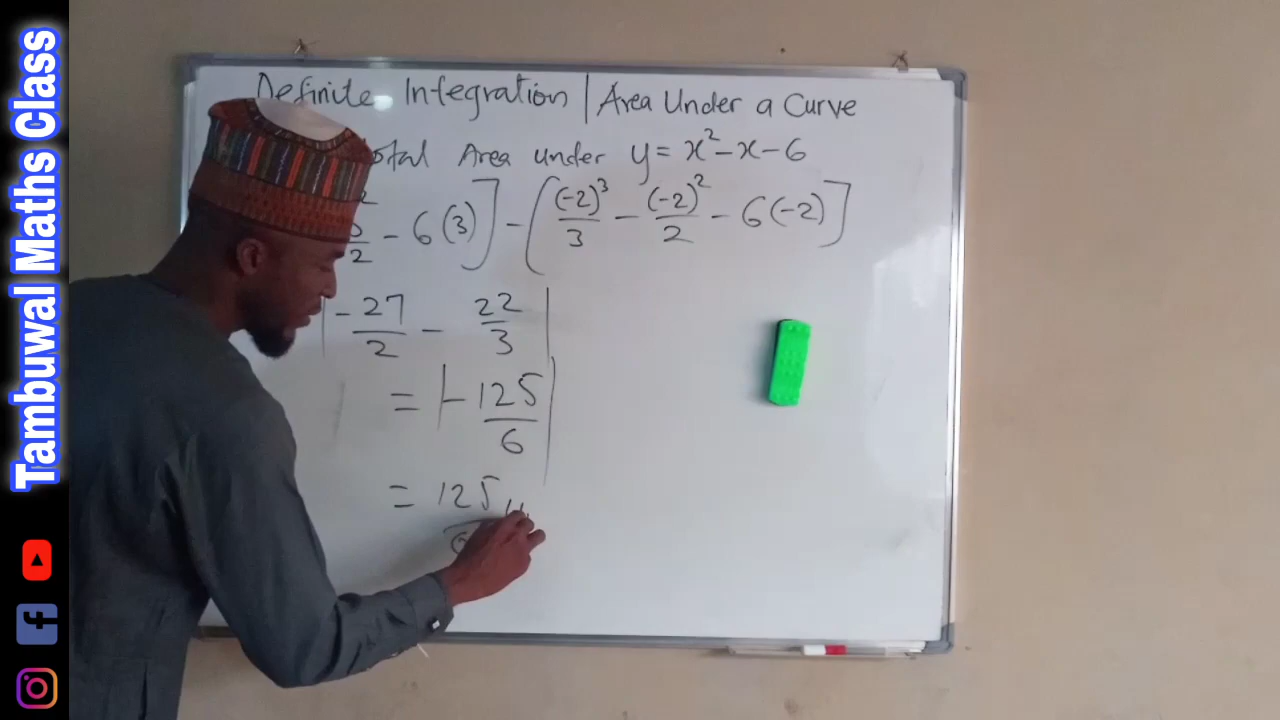 Tambuwal Maths Class
Definite Integration | Area Under a Curve
Area under y = x² - x - 6
/2 - 6(3)] - ((-2)³/3 - (-2)²/2 - 6(-2)]
|-27/2 - 22/3|
= |-125/6|
= 125